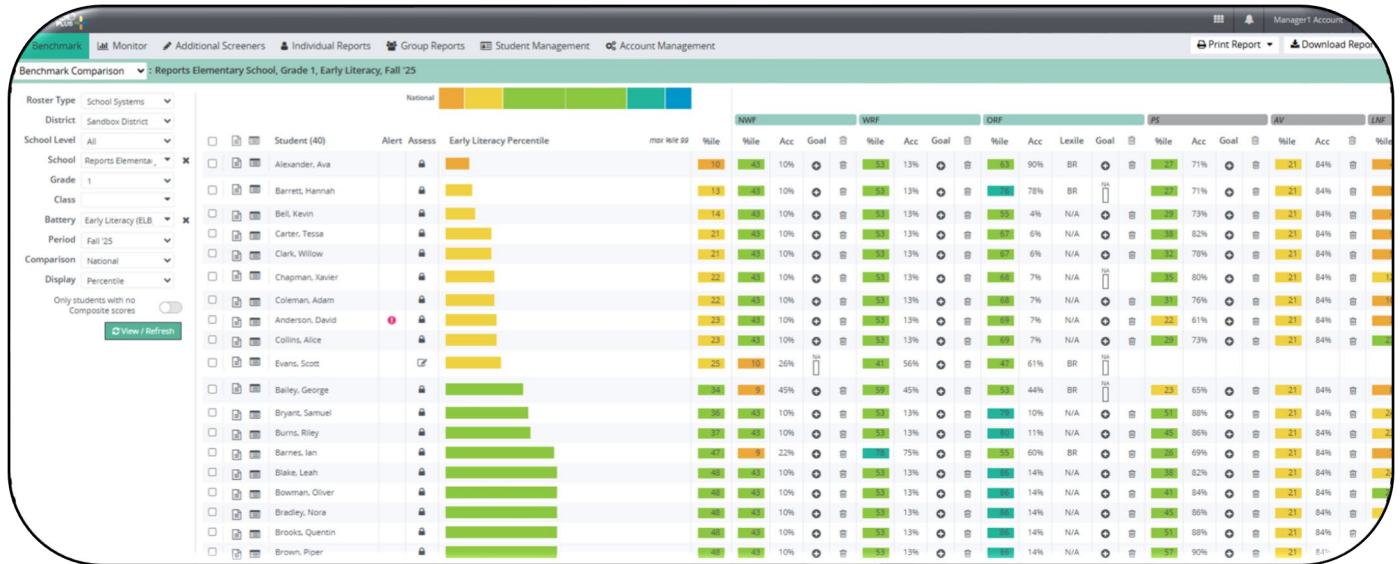 PLUS
Manager1 Account
Benchmark Monitor Additional Screeners Individual Reports Group Reports Student Management Account Management Print Report Download Repor
Benchmark Comparison : Reports Elementary School, Grade 1, Early Literacy, Fall '25
Roster Type School Systems
District Sandbox District
School Level All
School Reports Elementar
Grade 1
Class
Battery Early Literacy (ELB,
Period Fall '25
Comparison National
Display Percentile
Only students with no
Composite scores
View / Refresh
National
NWF WRF ORF PS AV LNF
Student (40) Alert Assess Early Literacy Percentile max %ile 99 %ile %ile Acc Goal %ile Acc Goal %ile Acc Lexile Goal %ile Acc Goal %ile Acc %ile
Alexander, Ava 10 43 10% 53 13% 63 90% BR 27 71% 21 84%
Barrett, Hannah 13 43 10% 53 13% 76 78% BR NA 27 71% 21 84%
Bell, Kevin 14 43 10% 53 13% 55 4% N/A 29 73% 21 84%
Carter, Tessa 21 43 10% 53 13% 67 6% N/A 38 82% 21 84%
Clark, Willow 21 43 10% 53 13% 67 6% N/A 32 78% 21 84%
Chapman, Xavier 22 43 10% 53 13% 68 7% N/A NA 35 80% 21 84% 12
Coleman, Adam 22 43 10% 53 13% 68 7% N/A 31 76% 21 84%
Anderson, David 23 43 10% 53 13% 69 7% N/A 22 61% 21 84%
Collins, Alice 23 43 10% 53 13% 69 7% N/A 29 73% 21 84%
Evans, Scott 25 10 26% NA 41 56% 47 61% BR NA
Bailey, George 34 9 45% 59 45% 53 44% BR NA 23 65% 21 84%
Bryant, Samuel 36 43 10% 53 13% 79 10% N/A 51 88% 21 84%
Burns, Riley 37 43 10% 53 13% 80 11% N/A 45 86% 21 84%
Barnes, Ian 47 9 22% 78 75% 55 60% BR 26 69% 21 84%
Blake, Leah 48 43 10% 53 13% 86 14% N/A 38 82% 21 84%
Bowman, Oliver 48 43 10% 53 13% 86 14% N/A 41 84% 21 84%
Bradley, Nora 48 43 10% 53 13% 86 14% N/A 45 86% 21 84%
Brooks, Quentin 48 43 10% 53 13% 86 14% N/A 51 88% 21 84%
Brown, Piper 48 43 10% 53 13% 86 14% N/A 57 90% 21 84%